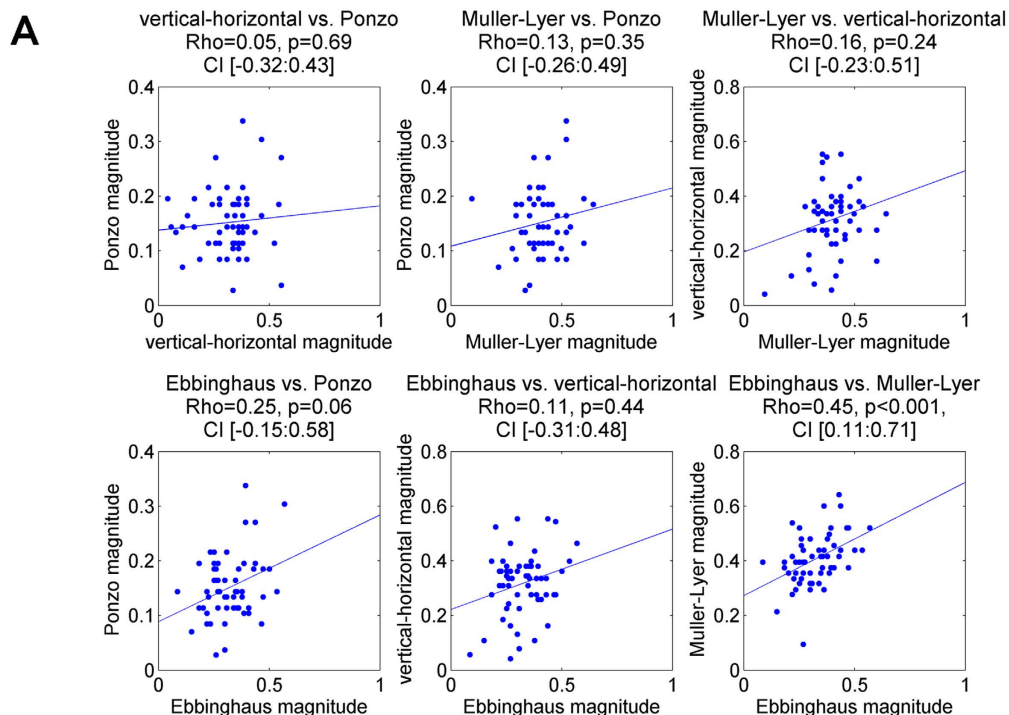 A
vertical-horizontal vs. Ponzo
Rho=0.05, p=0.69
CI [-0.32:0.43]
0.4
0.3
0.2
0.1
0
Ponzo magnitude
0
0.5
1
vertical-horizontal magnitude
Muller-Lyer vs. Ponzo
Rho=0.13, p=0.35
CI [-0.26:0.49]
0.4
0.3
0.2
0.1
0
Ponzo magnitude
0
0.5
1
Muller-Lyer magnitude
Muller-Lyer vs. vertical-horizontal
Rho=0.16, p=0.24
CI [-0.23:0.51]
0.8
0.6
0.4
0.2
0
vertical-horizontal magnitude
0
0.5
1
Muller-Lyer magnitude
Ebbinghaus vs. Ponzo
Rho=0.25, p=0.06
CI [-0.15:0.58]
0.4
0.3
0.2
0.1
0
Ponzo magnitude
0
0.5
1
Ebbinghaus magnitude
Ebbinghaus vs. vertical-horizontal
Rho=0.11, p=0.44
CI [-0.31:0.48]
0.8
0.6
0.4
0.2
0
vertical-horizontal magnitude
0
0.5
1
Ebbinghaus magnitude
Ebbinghaus vs. Muller-Lyer
Rho=0.45, p<0.001,
CI [0.11:0.71]
0.8
0.6
0.4
0.2
0
Muller-Lyer magnitude
0
0.5
1
Ebbinghaus magnitude